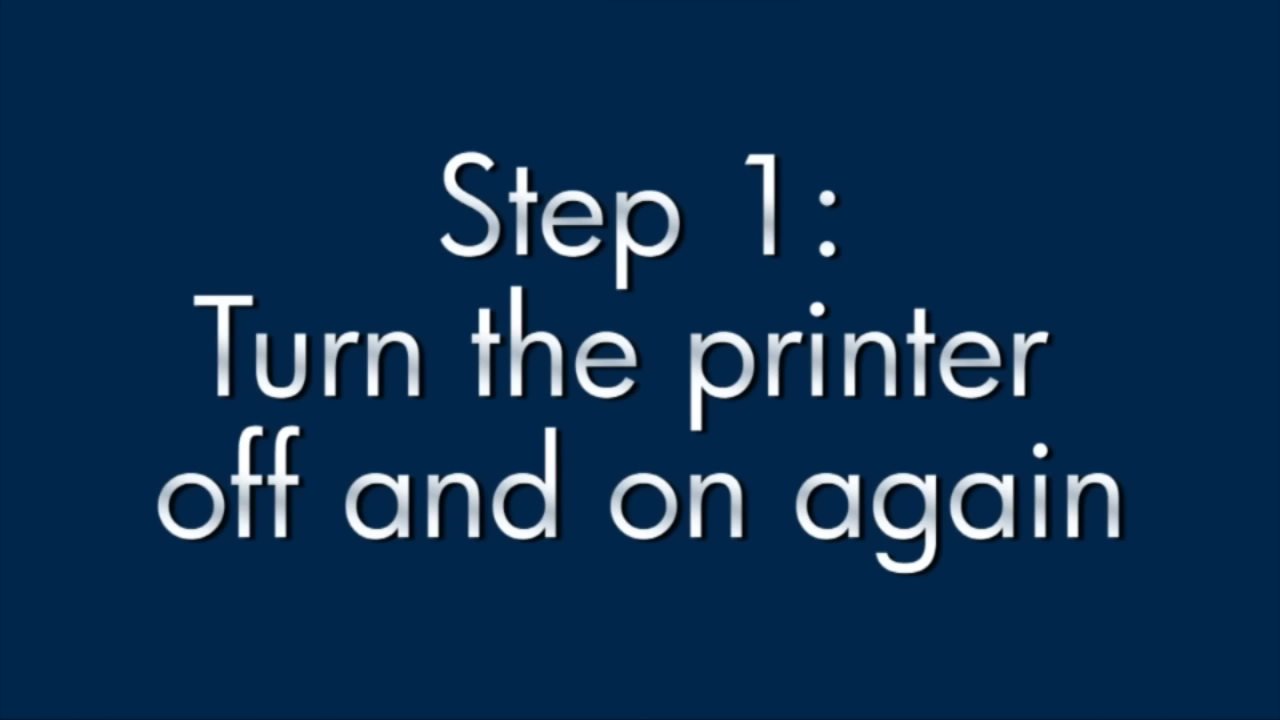 Step 1:
Turn the printer
off and on again